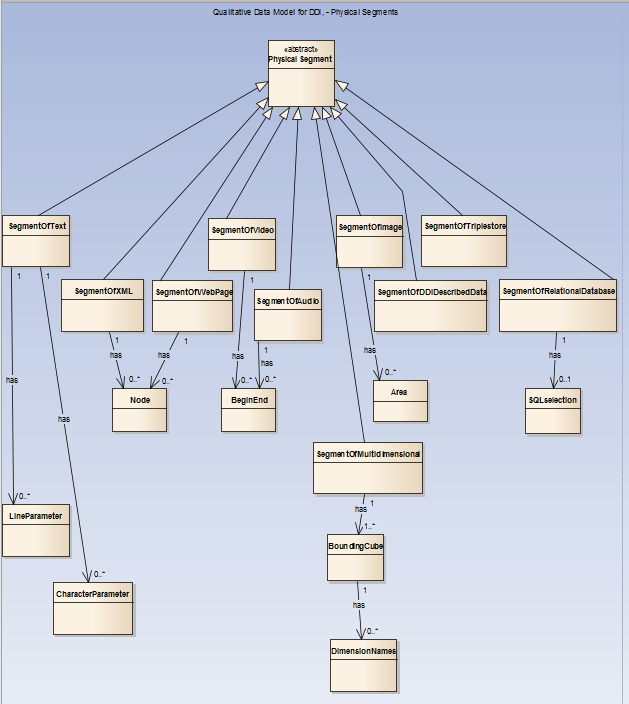 Qualitative Data Model for DDI, - Physical Segments
«abstract»
Physical Segment
SegmentOfText
SegmentOfVideo
SegmentOfImage
SegmentOfTriplestore
1
1
SegmentOfXML
SegmentOfWebPage
1
SegmentOfAudio
1
SegmentOfDDIDescribedData
SegmentOfRelationalDatabase
1
has
1
has
1
has
has
has
1
has
has
0..*
0..*
0..*
0..*
0..*
0..1
has
Node
BeginEnd
Area
SQLselection
has
SegmentOfMultidimensional
0..*
1
has
LineParameter
1..*
BoundingCube
0..*
CharacterParameter
1
has
0..*
DimensionNames